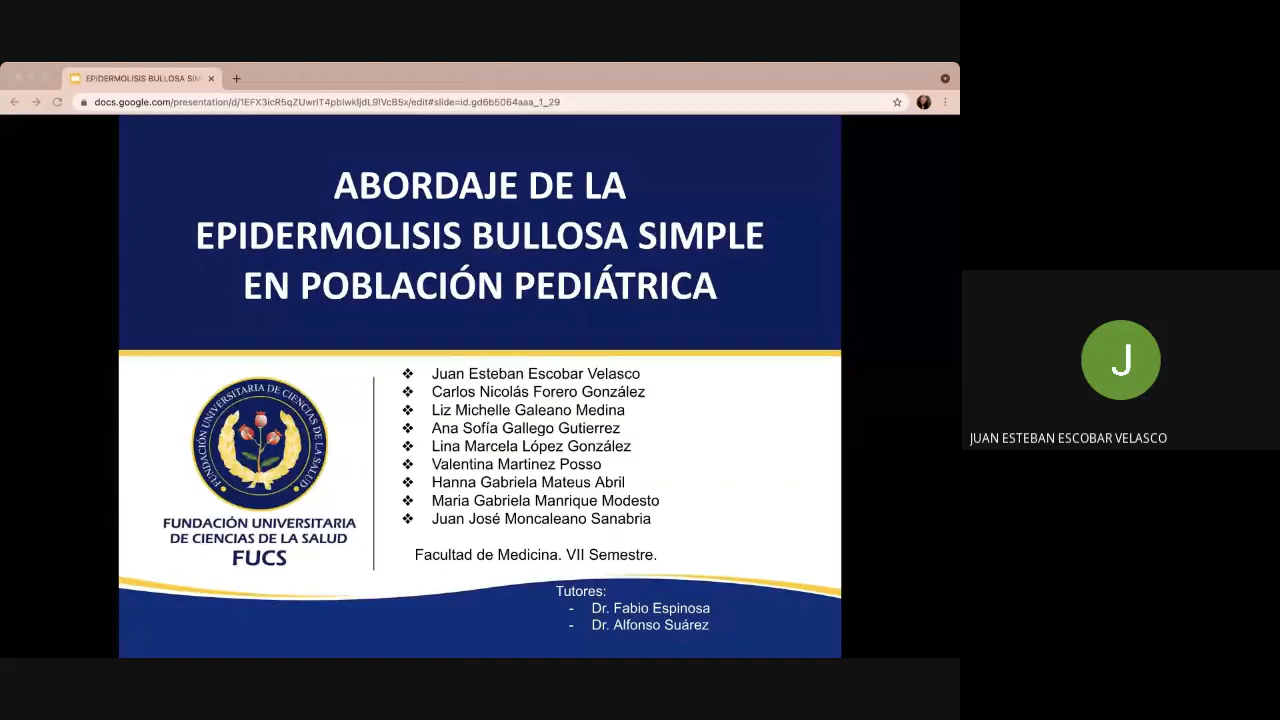 EPIDERMOLISIS BULLOSA SIM
docs.google.com/presentation/d/1EFX3icR5qZUwrIT4pbIwkljdL9lVcB5x/edit#slide=id.gd6b5064aaa_1_29
ABORDAJE DE LA
EPIDERMOLISIS BULLOSA SIMPLE
EN POBLACIÓN PEDIÁTRICA
FUNDACIÓN UNIVERSITARIA DE CIENCIAS DE LA SALUD
FUNDACIÓN UNIVERSITARIA
DE CIENCIAS DE LA SALUD
FUCS
❖ Juan Esteban Escobar Velasco
❖ Carlos Nicolás Forero González
❖ Liz Michelle Galeano Medina
❖ Ana Sofía Gallego Gutierrez
❖ Lina Marcela López González
❖ Valentina Martinez Posso
❖ Hanna Gabriela Mateus Abril
❖ Maria Gabriela Manrique Modesto
❖ Juan José Moncaleano Sanabria
Facultad de Medicina. VII Semestre.
Tutores:
- Dr. Fabio Espinosa
- Dr. Alfonso Suárez
J
JUAN ESTEBAN ESCOBAR VELASCO